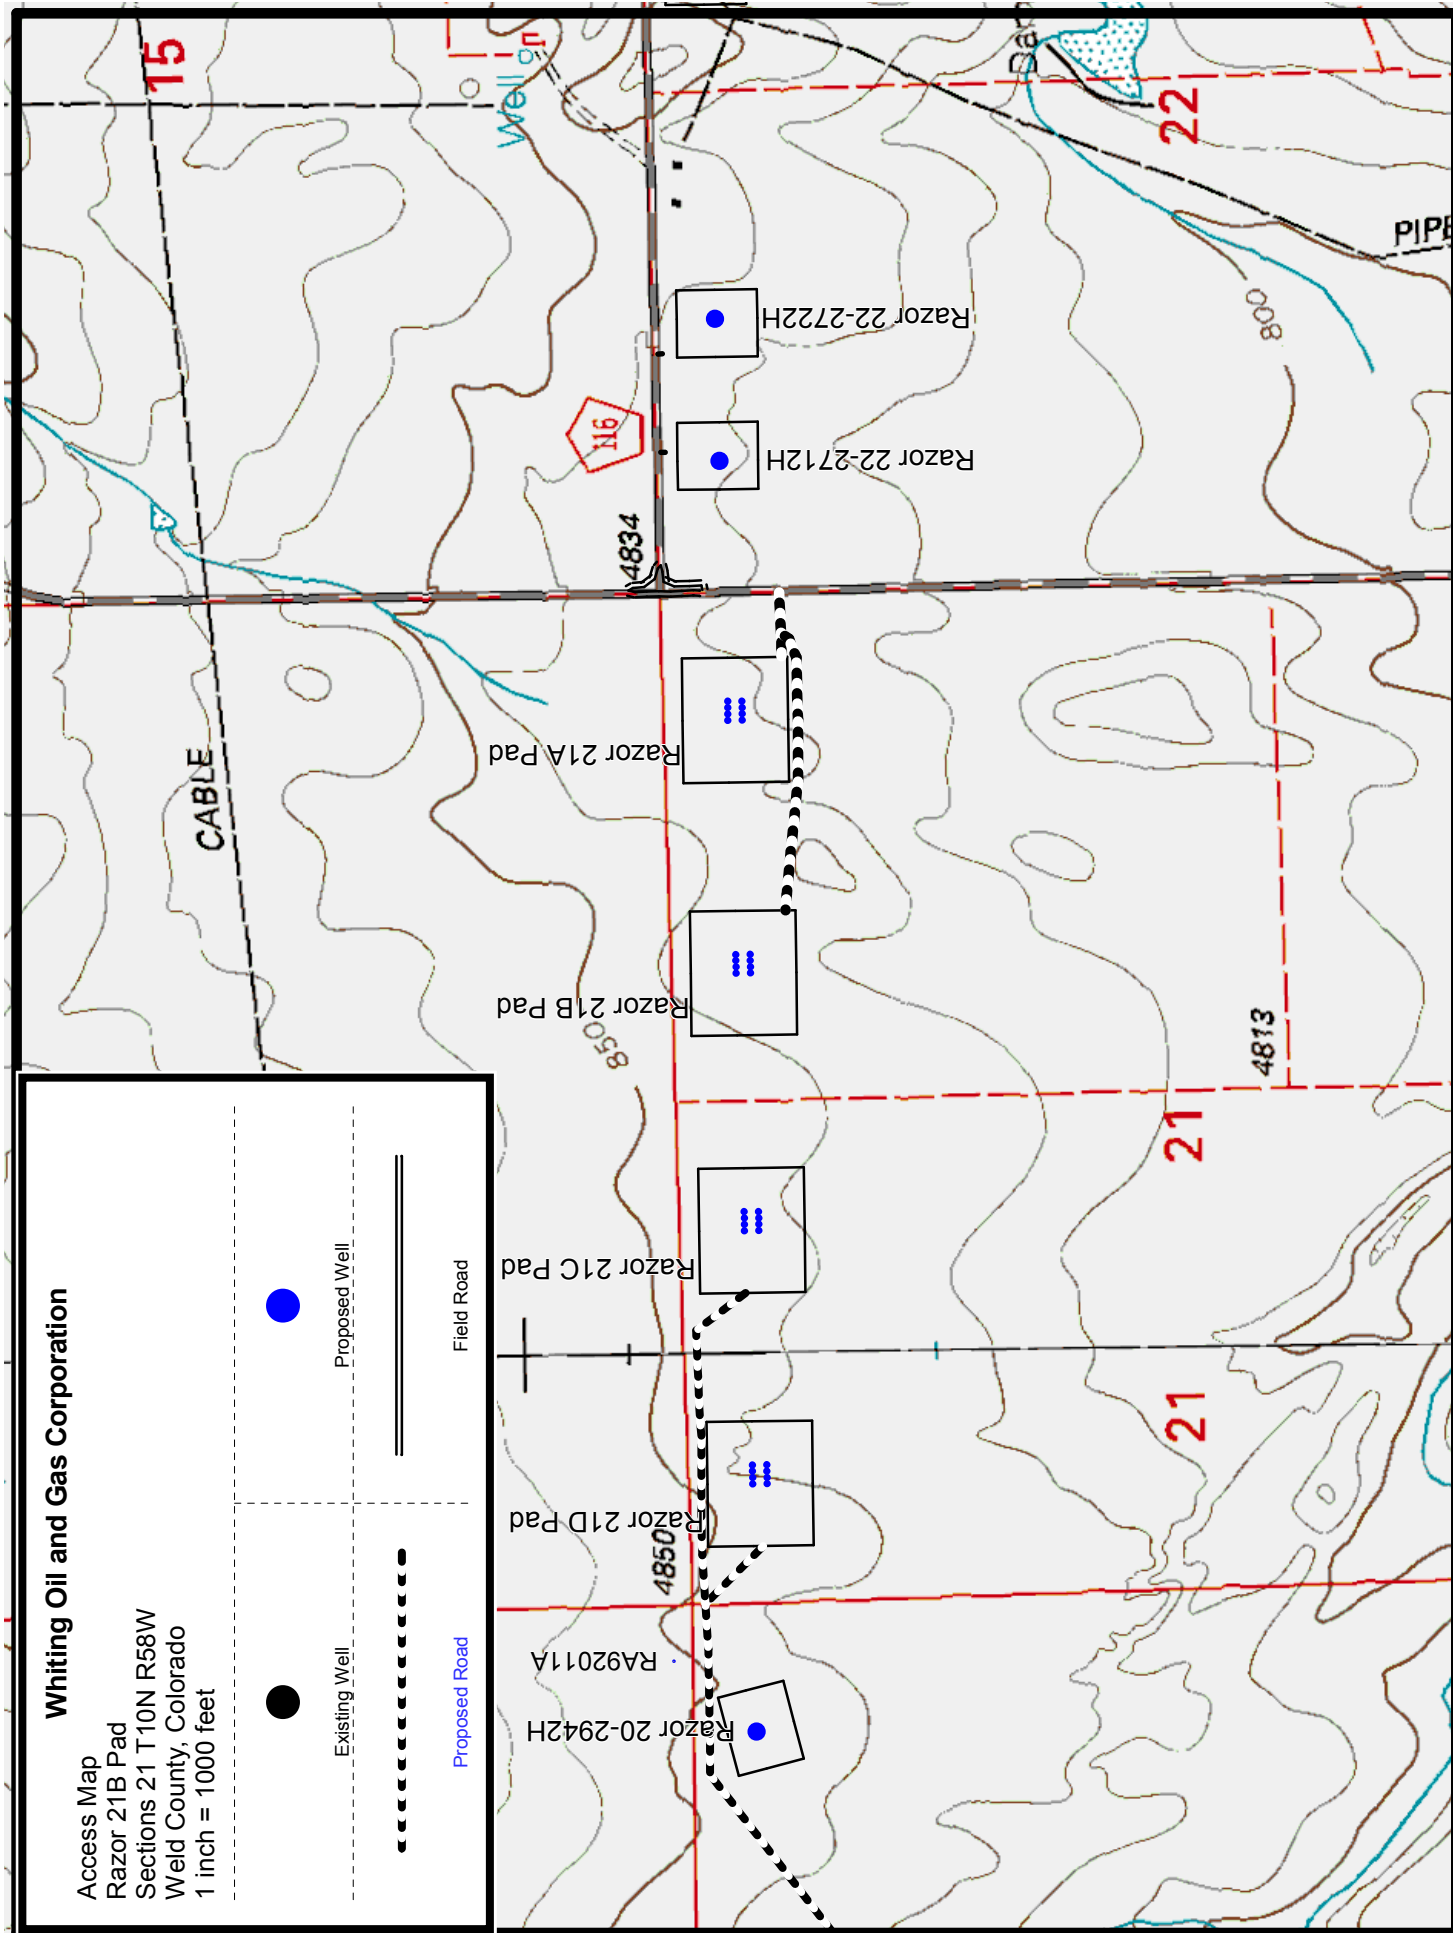 Whiting Oil and Gas Corporation
Access Map
Razor 21B Pad
Sections 21 T10N R58W
Weld County, Colorado
1 inch = 1000 feet
Existing Well
Proposed Well
Proposed Road
Field Road
15
CABLE
Well
850
4850
4834
116
RA92011A
Razor 20-2942H
Razor 21D Pad
Razor 21C Pad
Razor 21B Pad
Razor 21A Pad
Razor 22-2712H
Razor 22-2722H
21
21
22
4813
800
PIPE